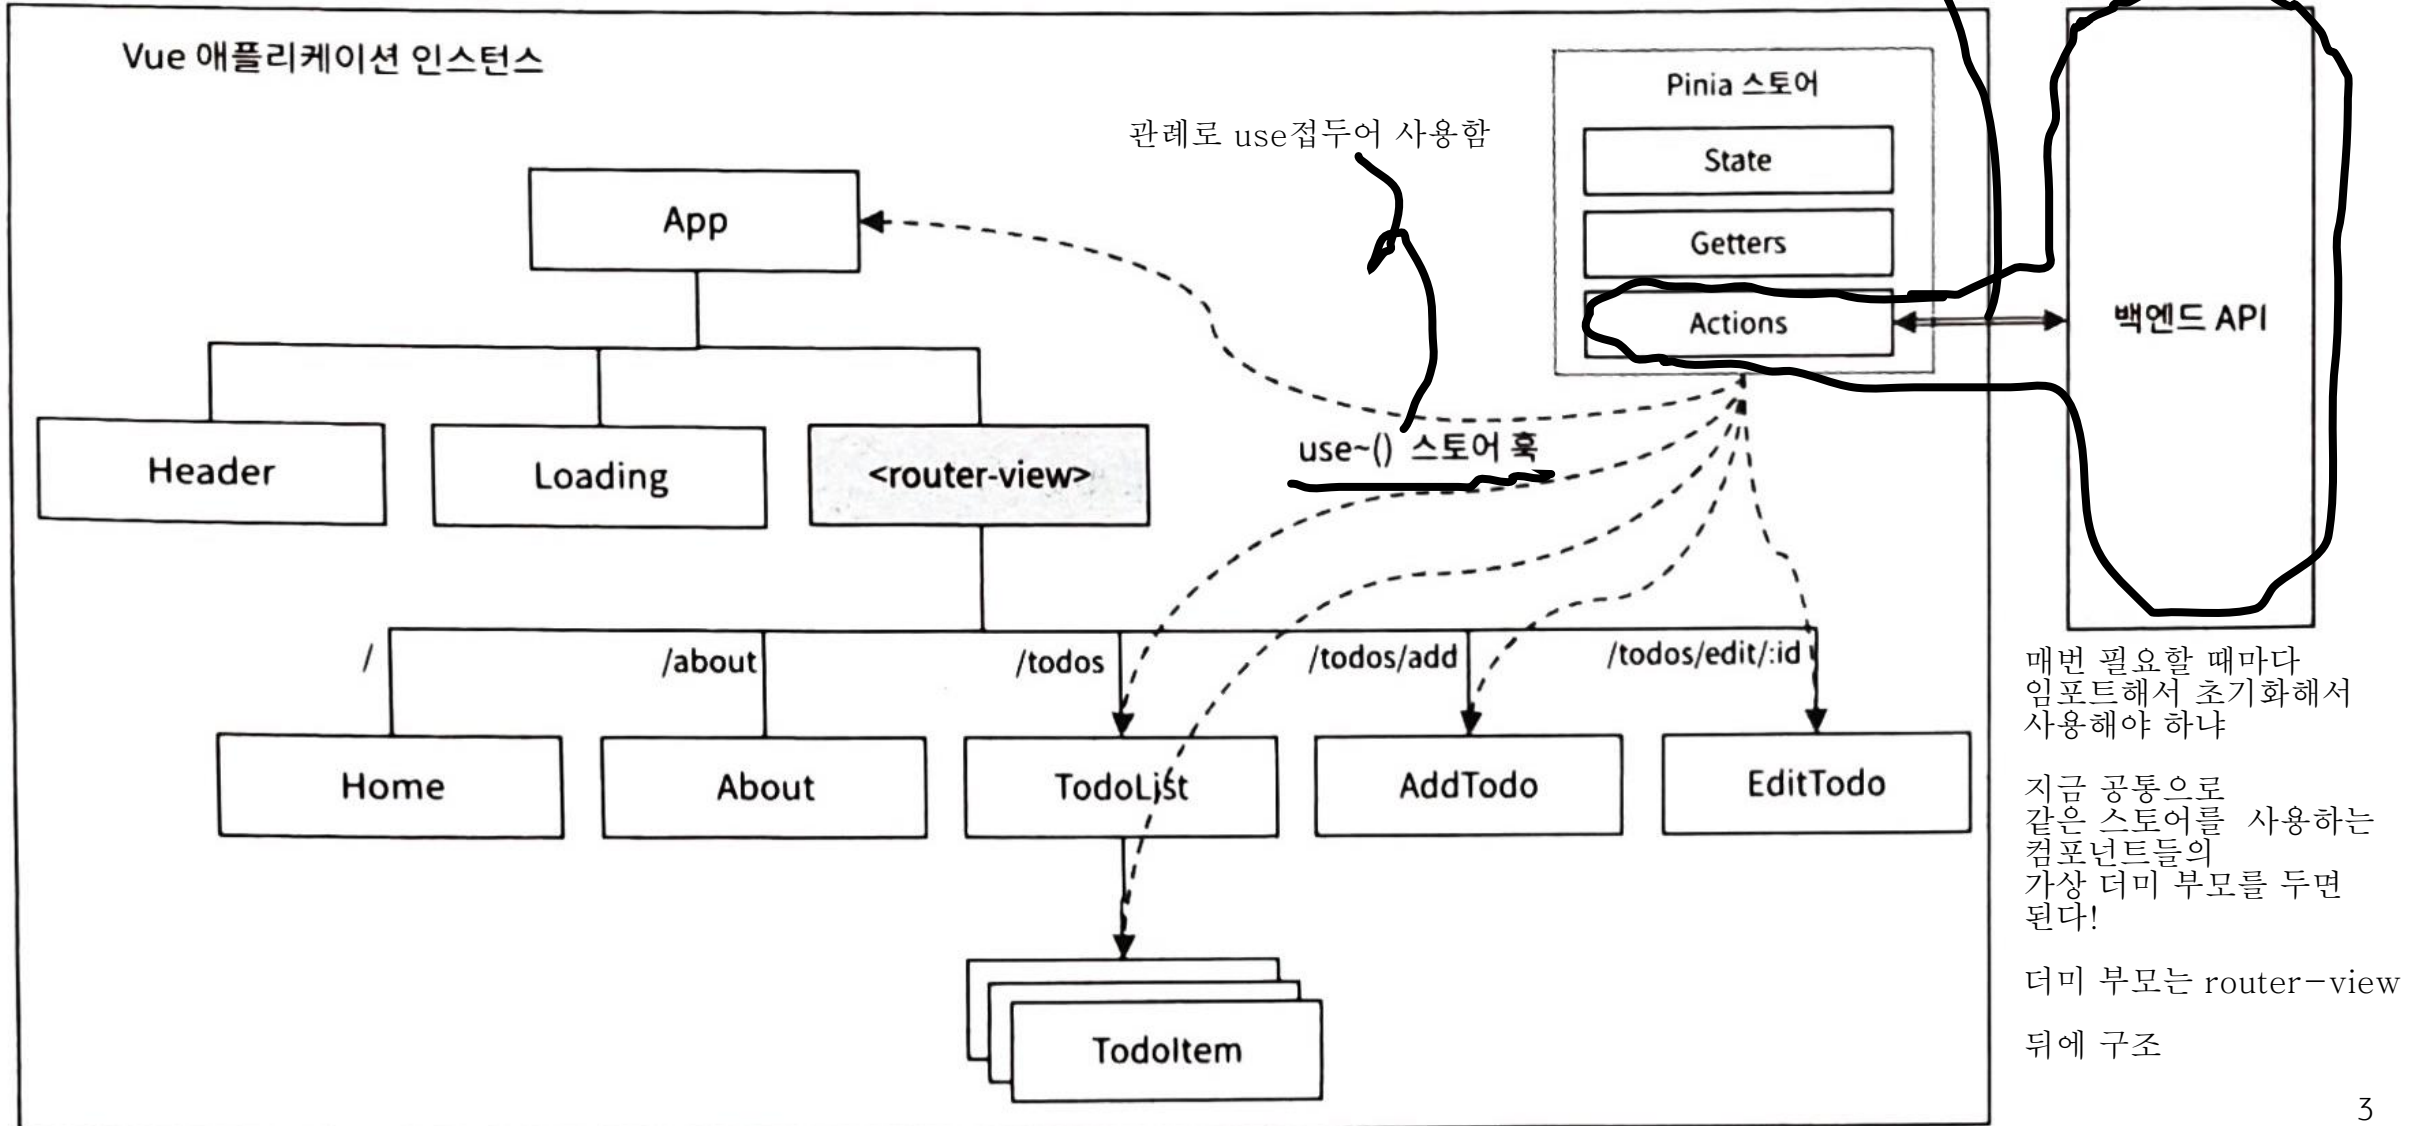 Vue 애플리케이션 인스턴스
Pinia 스토어
관례로 use접두어 사용함
State
App
Getters
Actions
백엔드 API
use~() 스토어 훅
Header
Loading
<router-view>
/
/about
/todos
/todos/add
/todos/edit/:id
Home
About
TodoList
AddTodo
EditTodo
TodoItem
매번 필요할 때마다
임포트해서 초기화해서
사용해야 하냐
지금 공통으로
같은 스토어를 사용하는
컴포넌트들의
가상 더미 부모를 두면
된다!
더미 부모는 router-view
뒤에 구조
3